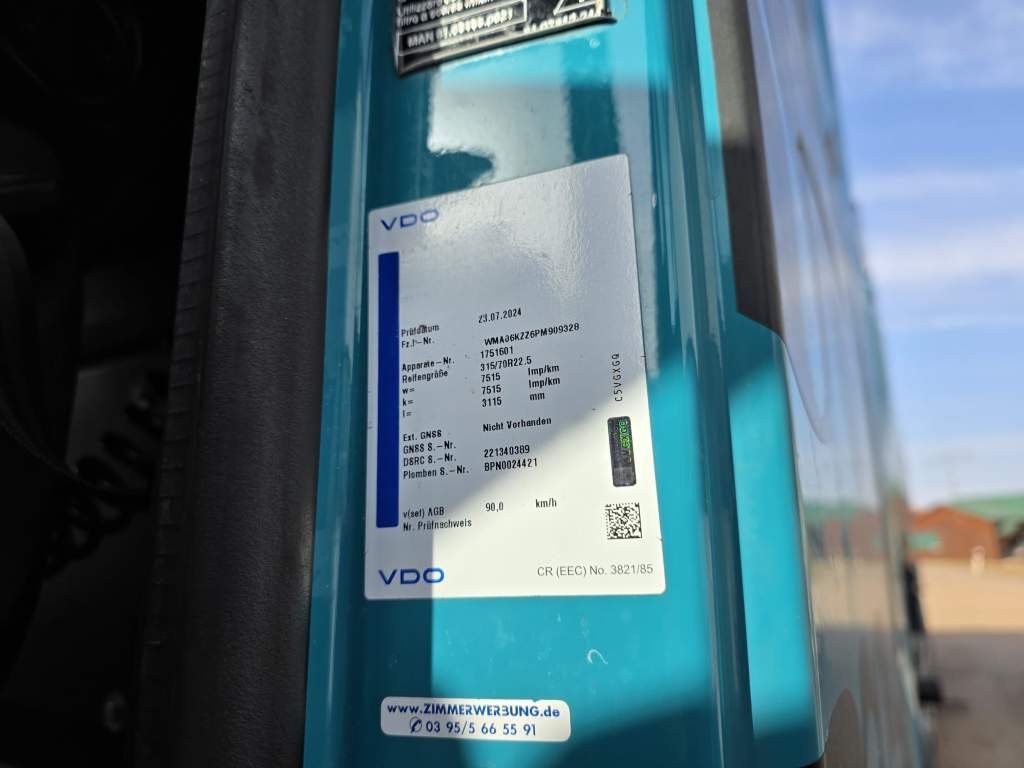 MAN 81.
VDO
Prüfdatum 23.07.2024
Fz.I-Nr. WMA06KZZ6PM909328
Apparate-Nr. 1751601
Reifengröße 315/70R22.5
w= 7515 Imp/km
k= 7515 Imp/km
l= 3115 mm
Ext. GNSS Nicht Vorhanden
GNSS S.-Nr.
DSRC S.-Nr. 221340389
Plomben S.-Nr. BPN0024421
v(set) AGB 90,0 km/h
Nr. Prüfnachweis
C5VGXGQ
VDO
CR (EEC) No. 3821/85
www.ZIMMERWERBUNG.de
✆ 03 95/5 66 55 91